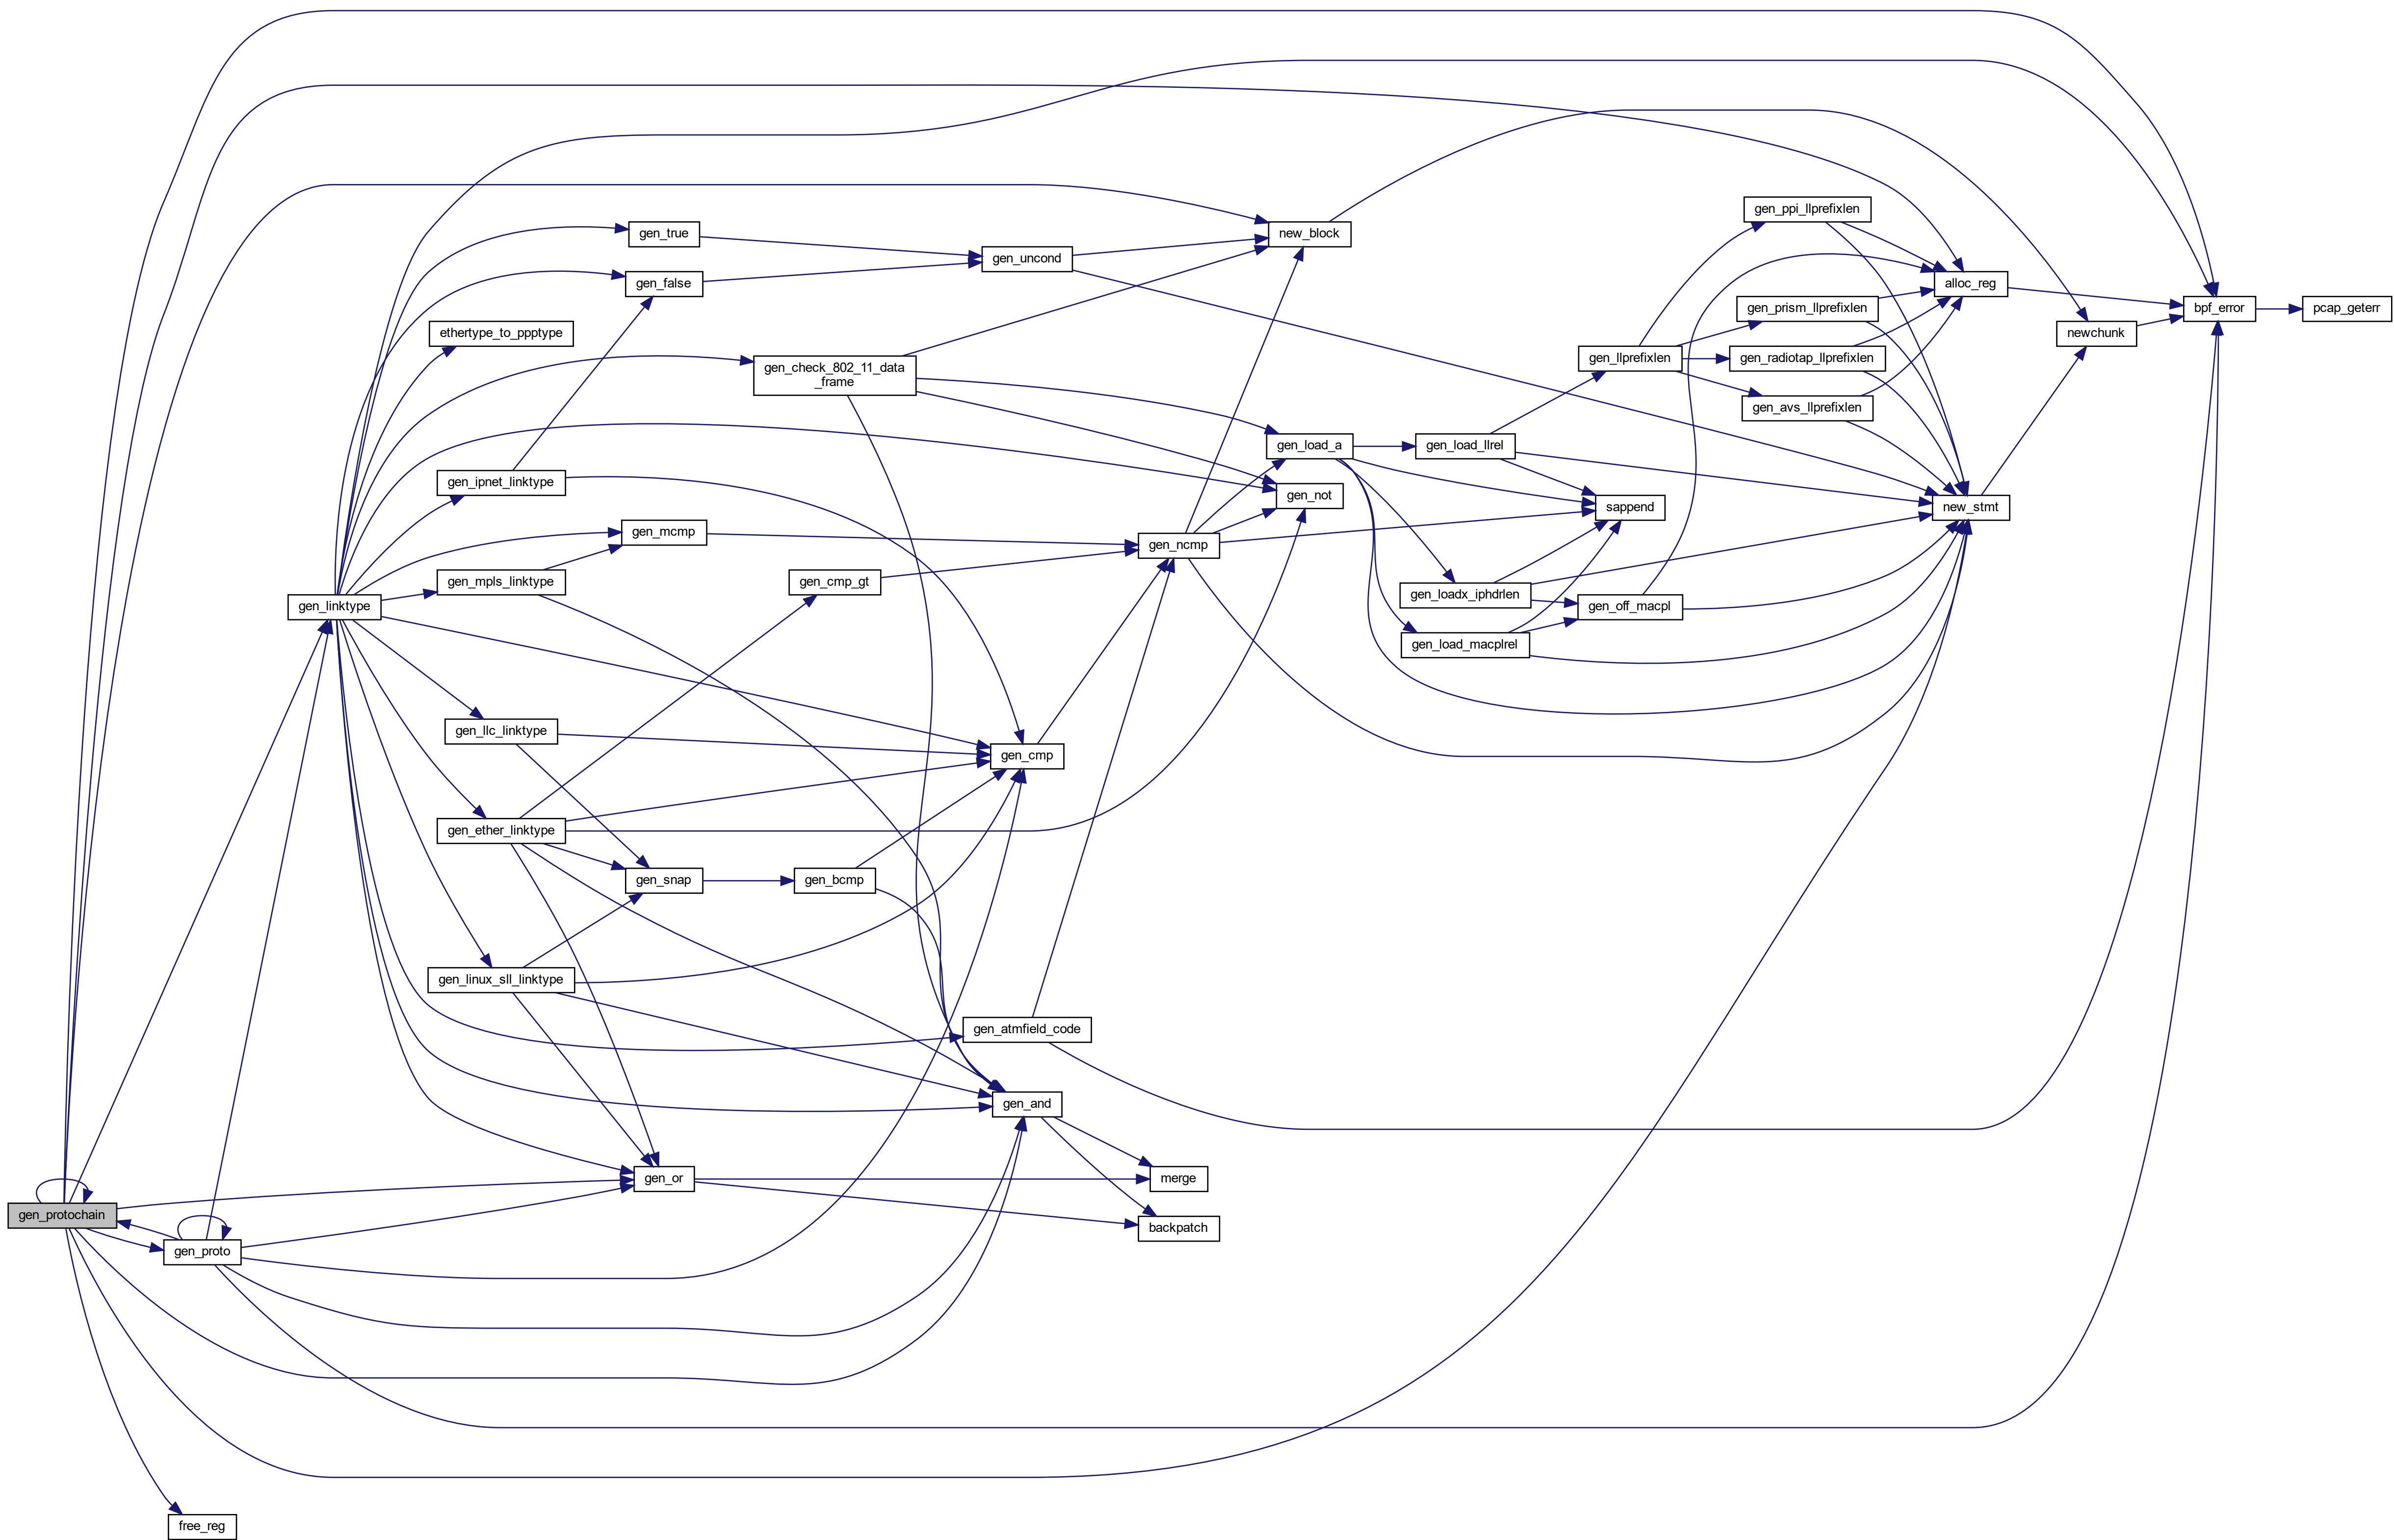 gen_ppi_llprefixlen
gen_true
new_block
gen_uncond
gen_false
alloc_reg
gen_prism_llprefixlen
bpf_error
pcap_geterr
ethertype_to_ppptype
newchunk
gen_llprefixlen
gen_radiotap_llprefixlen
gen_check_802_11_data
_frame
gen_avs_llprefixlen
gen_load_a
gen_load_llrel
gen_ipnet_linktype
gen_not
sappend
new_stmt
gen_mcmp
gen_ncmp
gen_mpls_linktype
gen_cmp_gt
gen_loadx_iphdrlen
gen_linktype
gen_off_macpl
gen_load_macplrel
gen_llc_linktype
gen_cmp
gen_ether_linktype
gen_snap
gen_bcmp
gen_linux_sll_linktype
gen_atmfield_code
gen_and
gen_or
merge
gen_protochain
backpatch
gen_proto
free_reg